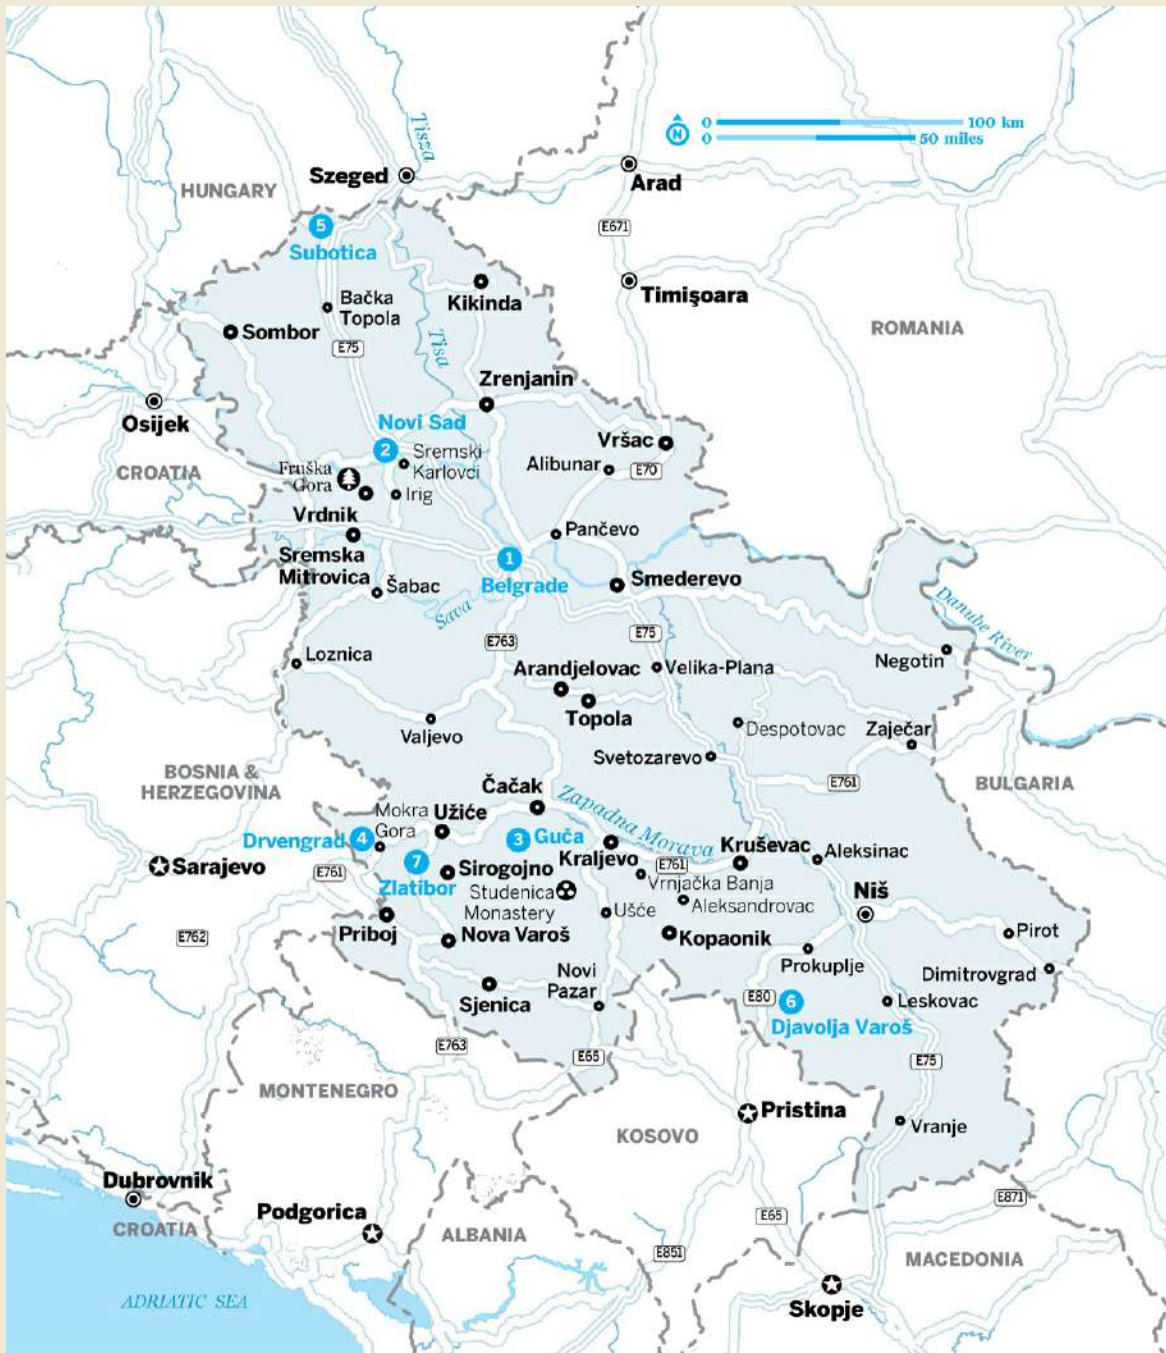 Tisza
0 100 km
N
0 50 miles
Szeged
Arad
HUNGARY
5
Subotica
E671
Kikinda
Timişoara
Bačka
Topola
Sombor
ROMANIA
E75
Tisa
Zrenjanin
Osijek
Novi Sad
2
Vršac
CROATIA
Sremski
Karlovci
Alibunar
E70
Fruška
Gora
Irig
Vrdnik
Pančevo
Sremska
Mitrovica
1
Belgrade
Smederevo
Šabac
Sava
Danube River
E763
E75
Loznica
Negotin
Arandjelovac
Velika-Plana
Topola
Valjevo
Despotovac
Zaječar
Svetozarevo
BOSNIA &
HERZEGOVINA
E761
BULGARIA
Čačak
Zapadna Morava
Mokra
Gora
Užiće
Drvengrad
4
3
Guča
Kraljevo
Kruševac
Aleksinac
Sarajevo
7
Zlatibor
Sirogojno
E761
E761
Vrnjačka Banja
Studenica
Monastery
Aleksandrovac
Niš
Ušće
Priboj
Nova Varoš
Kopaonik
Pirot
E762
Prokuplje
Dimitrovgrad
Novi
Pazar
Sjenica
E80
6
Leskovac
Djavolja Varoš
E763
E65
E75
MONTENEGRO
Pristina
KOSOVO
Vranje
Dubrovnik
E871
CROATIA
Podgorica
ALBANIA
E65
E851
MACEDONIA
ADRIATIC SEA
Skopje